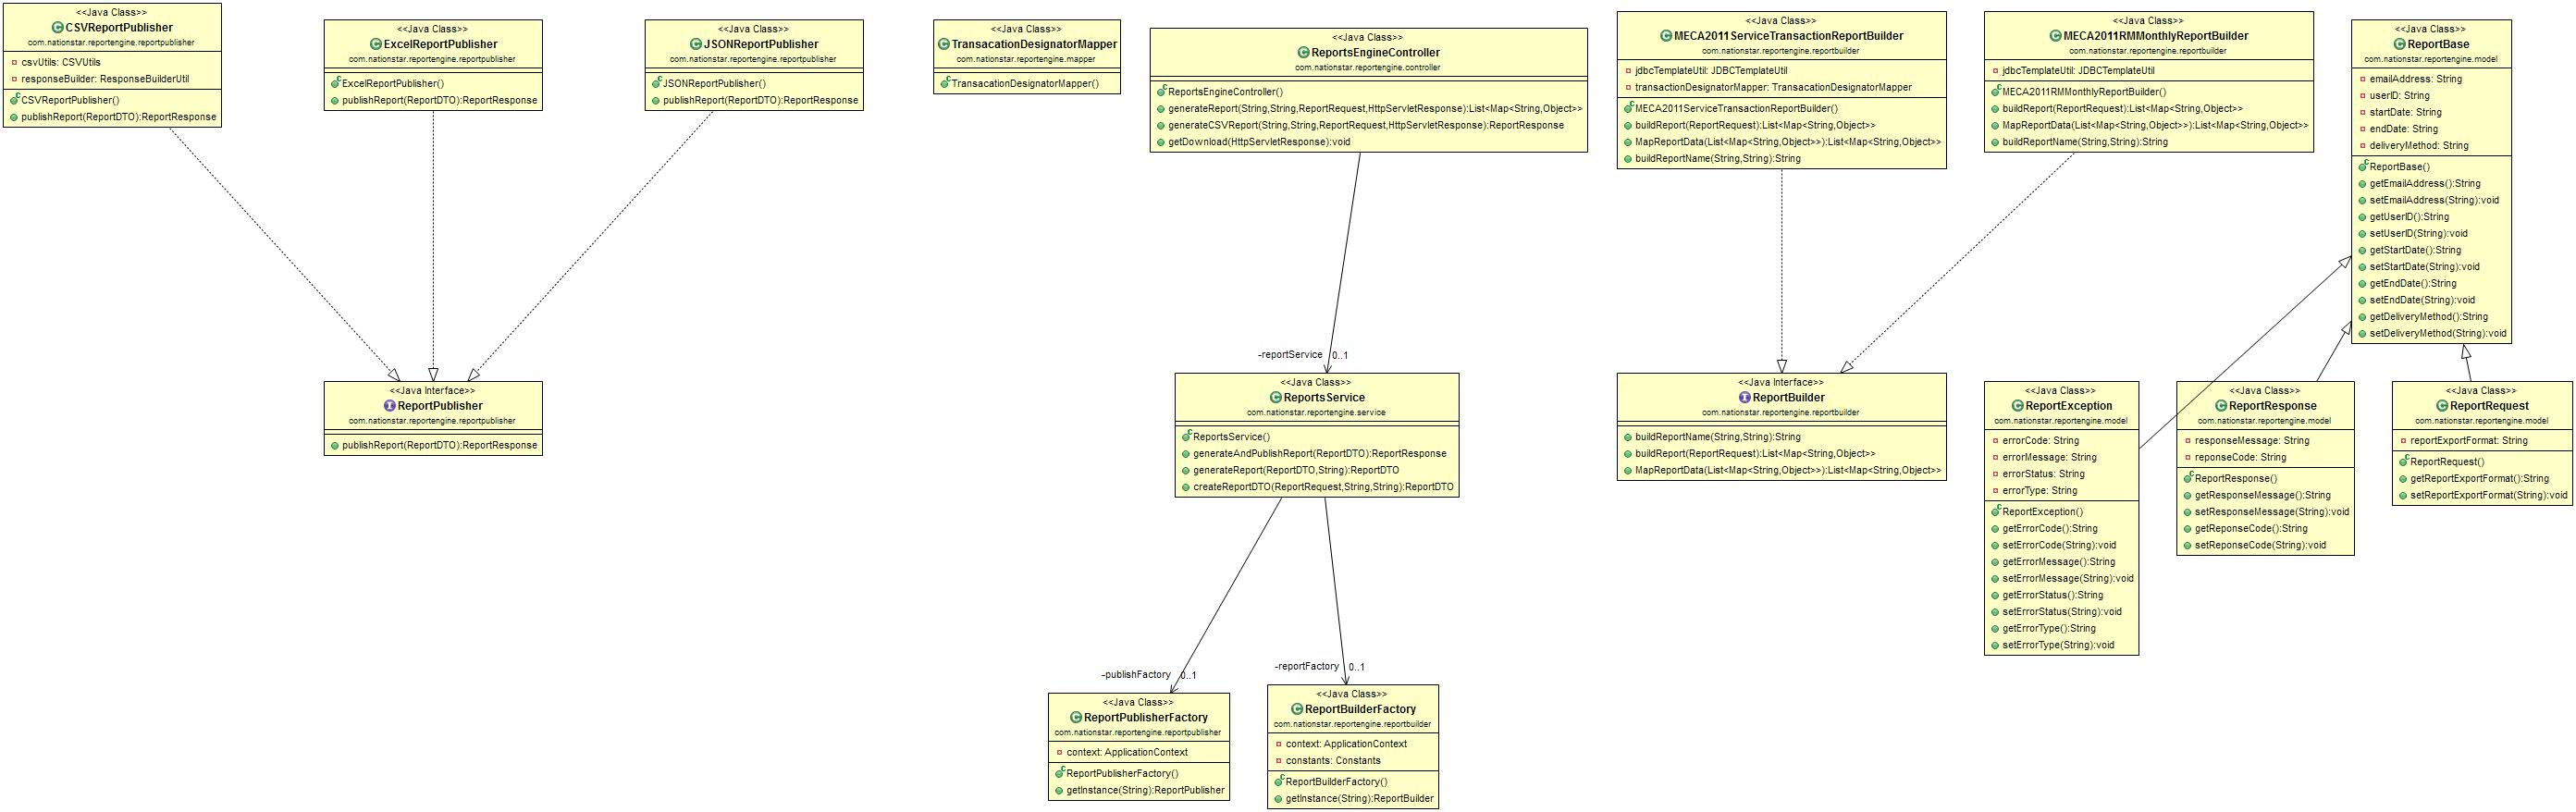 <<Java Class>>
CSVReportPublisher
com.nationstar.reportengine.reportpublisher
csvUtils: CSVUtils
responseBuilder: ResponseBuilderUtil
CSVReportPublisher()
publishReport(ReportDTO):ReportResponse
<<Java Class>>
ExcelReportPublisher
com.nationstar.reportengine.reportpublisher
ExcelReportPublisher()
publishReport(ReportDTO):ReportResponse
<<Java Class>>
JSONReportPublisher
com.nationstar.reportengine.reportpublisher
JSONReportPublisher()
publishReport(ReportDTO):ReportResponse
<<Java Class>>
TransacationDesignatorMapper
com.nationstar.reportengine.mapper
TransacationDesignatorMapper()
<<Java Class>>
ReportsEngineController
com.nationstar.reportengine.controller
ReportsEngineController()
generateReport(String,String,ReportRequest,HttpServletResponse):List<Map<String,Object>>
generateCSVReport(String,String,ReportRequest,HttpServletResponse):ReportResponse
getDownload(HttpServletResponse):void
<<Java Class>>
MECA2011ServiceTransactionReportBuilder
com.nationstar.reportengine.reportbuilder
jdbcTemplateUtil: JDBCTemplateUtil
transactionDesignatorMapper: TransacationDesignatorMapper
MECA2011ServiceTransactionReportBuilder()
buildReport(ReportRequest):List<Map<String,Object>>
MapReportData(List<Map<String,Object>>):List<Map<String,Object>>
buildReportName(String,String):String
<<Java Class>>
MECA2011RMMonthlyReportBuilder
com.nationstar.reportengine.reportbuilder
jdbcTemplateUtil: JDBCTemplateUtil
MECA2011RMMonthlyReportBuilder()
buildReport(ReportRequest):List<Map<String,Object>>
MapReportData(List<Map<String,Object>>):List<Map<String,Object>>
buildReportName(String,String):String
<<Java Class>>
ReportBase
com.nationstar.reportengine.model
emailAddress: String
userID: String
startDate: String
endDate: String
deliveryMethod: String
ReportBase()
getEmailAddress():String
setEmailAddress(String):void
getUserID():String
setUserID(String):void
getStartDate():String
setStartDate(String):void
getEndDate():String
setEndDate(String):void
getDeliveryMethod():String
setDeliveryMethod(String):void
-reportService 0..1
<<Java Interface>>
ReportPublisher
com.nationstar.reportengine.reportpublisher
publishReport(ReportDTO):ReportResponse
<<Java Class>>
ReportsService
com.nationstar.reportengine.service
ReportsService()
generateAndPublishReport(ReportDTO):ReportResponse
generateReport(ReportDTO,String):ReportDTO
createReportDTO(ReportRequest,String,String):ReportDTO
<<Java Interface>>
ReportBuilder
com.nationstar.reportengine.reportbuilder
buildReportName(String,String):String
buildReport(ReportRequest):List<Map<String,Object>>
MapReportData(List<Map<String,Object>>):List<Map<String,Object>>
<<Java Class>>
ReportException
com.nationstar.reportengine.model
errorCode: String
errorMessage: String
errorStatus: String
errorType: String
ReportException()
getErrorCode():String
setErrorCode(String):void
getErrorMessage():String
setErrorMessage(String):void
getErrorStatus():String
setErrorStatus(String):void
getErrorType():String
setErrorType(String):void
<<Java Class>>
ReportResponse
com.nationstar.reportengine.model
responseMessage: String
reponseCode: String
ReportResponse()
getResponseMessage():String
setResponseMessage(String):void
getReponseCode():String
setReponseCode(String):void
<<Java Class>>
ReportRequest
com.nationstar.reportengine.model
reportExportFormat: String
ReportRequest()
getReportExportFormat():String
setReportExportFormat(String):void
-publishFactory 0..1
-reportFactory 0..1
<<Java Class>>
ReportPublisherFactory
com.nationstar.reportengine.reportpublisher
context: ApplicationContext
ReportPublisherFactory()
getInstance(String):ReportPublisher
<<Java Class>>
ReportBuilderFactory
com.nationstar.reportengine.reportbuilder
context: ApplicationContext
constants: Constants
ReportBuilderFactory()
getInstance(String):ReportBuilder